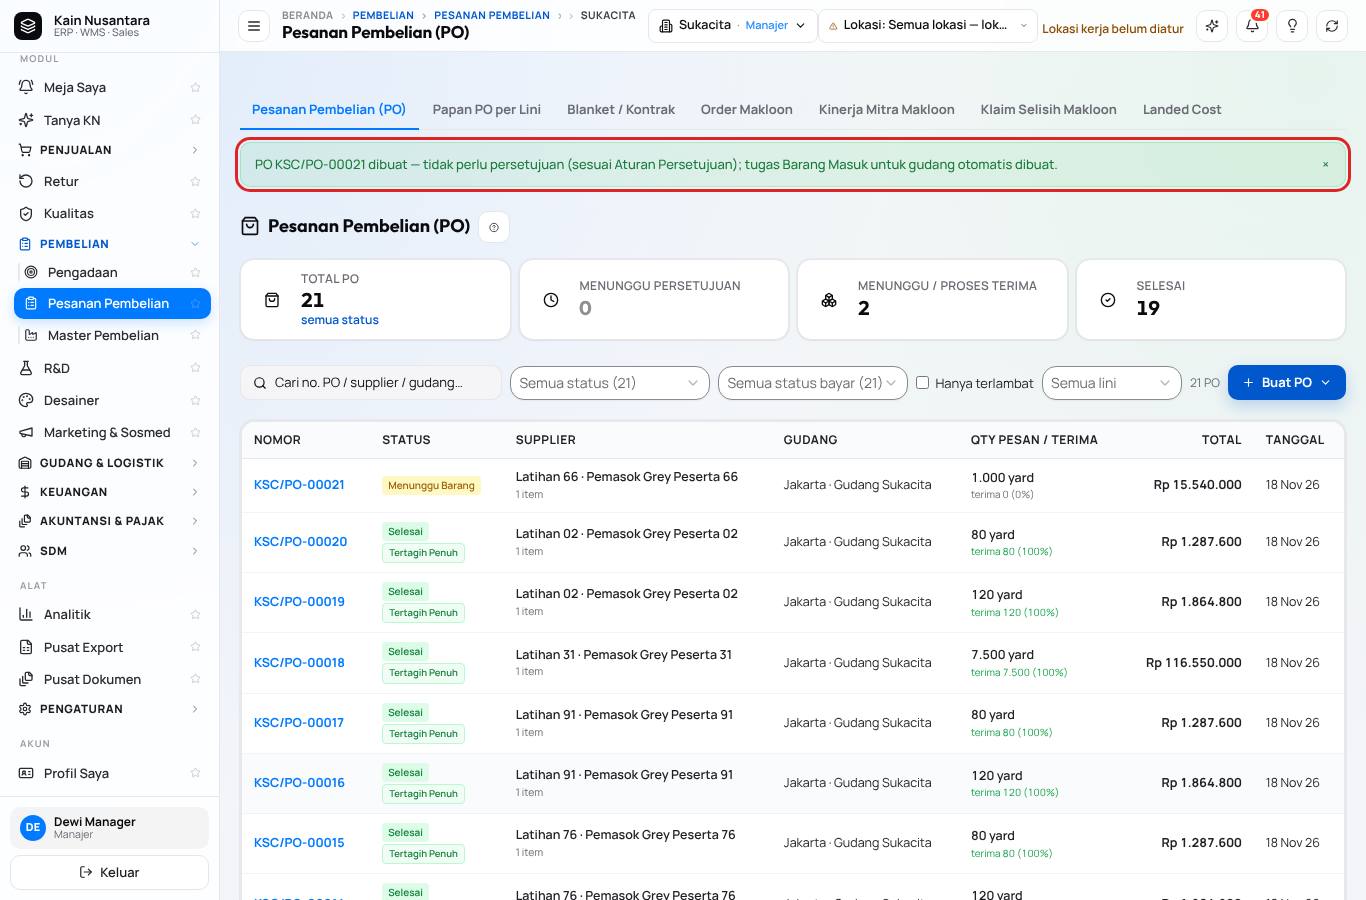 Kain Nusantara
ERP · WMS · Sales
MODUL
Meja Saya
Tanya KN
PENJUALAN
Retur
Kualitas
PEMBELIAN
Pengadaan
Pesanan Pembelian
Master Pembelian
R&D
Desainer
Marketing & Sosmed
GUDANG & LOGISTIK
KEUANGAN
AKUNTANSI & PAJAK
SDM
ALAT
Analitik
Pusat Export
Pusat Dokumen
PENGATURAN
AKUN
Profil Saya
DE
Dewi Manager
Manajer
Keluar
BERANDA › PEMBELIAN › PESANAN PEMBELIAN › › SUKACITA
Pesanan Pembelian (PO)
Sukacita · Manajer
Lokasi: Semua lokasi — lok...
Lokasi kerja belum diatur
41
Pesanan Pembelian (PO) Papan PO per Lini Blanket / Kontrak Order Makloon Kinerja Mitra Makloon Klaim Selisih Makloon Landed Cost
PO KSC/PO-00021 dibuat — tidak perlu persetujuan (sesuai Aturan Persetujuan); tugas Barang Masuk untuk gudang otomatis dibuat. ×
Pesanan Pembelian (PO)
TOTAL PO
21
semua status
MENUNGGU PERSETUJUAN
0
MENUNGGU / PROSES TERIMA
2
SELESAI
19
Cari no. PO / supplier / gudang... Semua status (21) Semua status bayar (21) Hanya terlambat Semua lini 21 PO + Buat PO
NOMOR STATUS SUPPLIER GUDANG QTY PESAN / TERIMA TOTAL TANGGAL
KSC/PO-00021 Menunggu Barang Latihan 66 · Pemasok Grey Peserta 66 Jakarta · Gudang Sukacita 1.000 yard Rp 15.540.000 18 Nov 26
1 item terima 0 (0%)
KSC/PO-00020 Selesai Latihan 02 · Pemasok Grey Peserta 02 Jakarta · Gudang Sukacita 80 yard Rp 1.287.600 18 Nov 26
Tertagih Penuh 1 item terima 80 (100%)
KSC/PO-00019 Selesai Latihan 02 · Pemasok Grey Peserta 02 Jakarta · Gudang Sukacita 120 yard Rp 1.864.800 18 Nov 26
Tertagih Penuh 1 item terima 120 (100%)
KSC/PO-00018 Selesai Latihan 31 · Pemasok Grey Peserta 31 Jakarta · Gudang Sukacita 7.500 yard Rp 116.550.000 18 Nov 26
Tertagih Penuh 1 item terima 7.500 (100%)
KSC/PO-00017 Selesai Latihan 91 · Pemasok Grey Peserta 91 Jakarta · Gudang Sukacita 80 yard Rp 1.287.600 18 Nov 26
Tertagih Penuh 1 item terima 80 (100%)
KSC/PO-00016 Selesai Latihan 91 · Pemasok Grey Peserta 91 Jakarta · Gudang Sukacita 120 yard Rp 1.864.800 18 Nov 26
Tertagih Penuh 1 item terima 120 (100%)
KSC/PO-00015 Selesai Latihan 76 · Pemasok Grey Peserta 76 Jakarta · Gudang Sukacita 80 yard Rp 1.287.600 18 Nov 26
Tertagih Penuh 1 item terima 80 (100%)
Selesai Latihan 76 · Pemasok Grey Peserta 76 120 yard